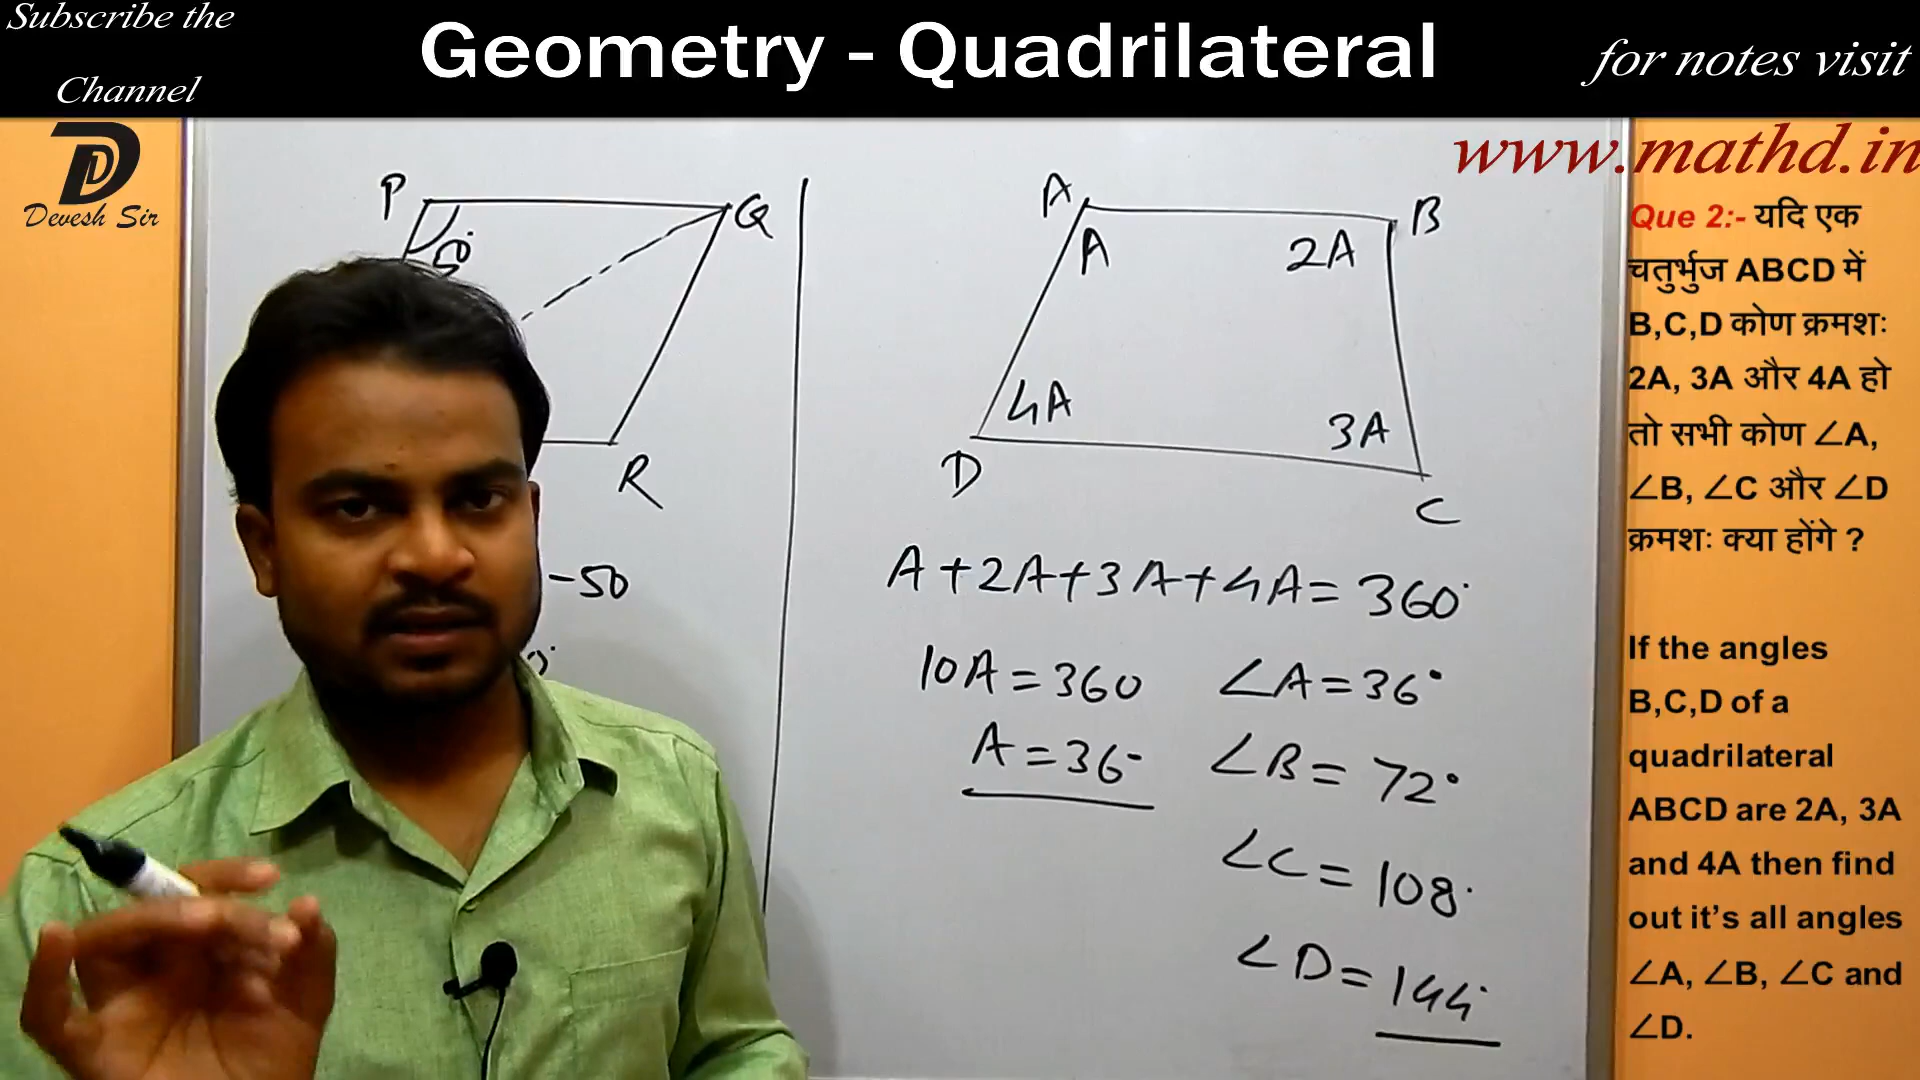 Subscribe the
Channel
Geometry - Quadrilateral
for notes visit
www.mathd.in
D
Devesh Sir
P
Q
50°
R
-50
A
B
A
2A
4A
3A
D
C
A+2A+3A+4A=360°
10A=360
A=36°
∠A=36°
∠B=72°
∠C=108°
∠D=144°
Que 2:- यदि एक
चतुर्भुज ABCD में
B,C,D कोण क्रमशः
2A, 3A और 4A हो
तो सभी कोण ∠A,
∠B, ∠C और ∠D
क्रमशः क्या होंगे ?
If the angles
B,C,D of a
quadrilateral
ABCD are 2A, 3A
and 4A then find
out it's all angles
∠A, ∠B, ∠C and
∠D.